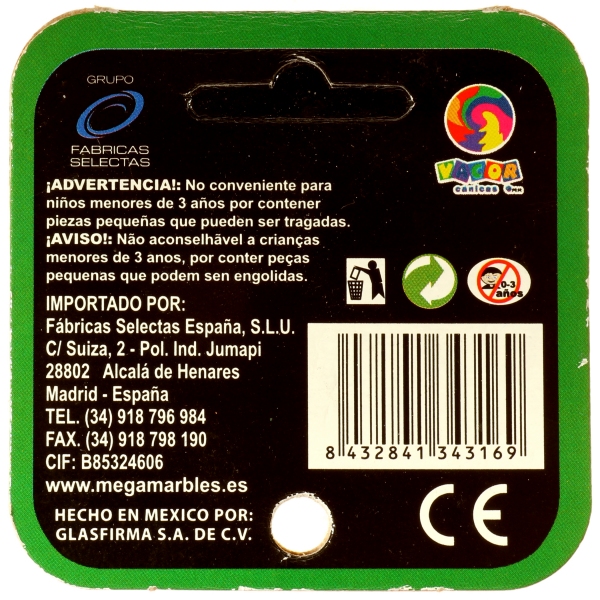 GRUPO
FABRICAS
SELECTAS
VACOR
canicas 9mm
¡ADVERTENCIA!: No conveniente para
niños menores de 3 años por contener
piezas pequeñas que pueden ser tragadas.
¡AVISO!: Não aconselhável a crianças
menores de 3 anos, por conter peças
pequenas que podem ser engolidas.
0-3
años
IMPORTADO POR:
Fábricas Selectas España, S.L.U.
C/ Suiza, 2 - Pol. Ind. Jumapi
28802 Alcalá de Henares
Madrid - España
TEL. (34) 918 796 984
FAX. (34) 918 798 190
CIF: B85324606
www.megamarbles.es
8 432841 343169
HECHO EN MEXICO POR:
GLASFIRMA S.A. DE C.V.
CE